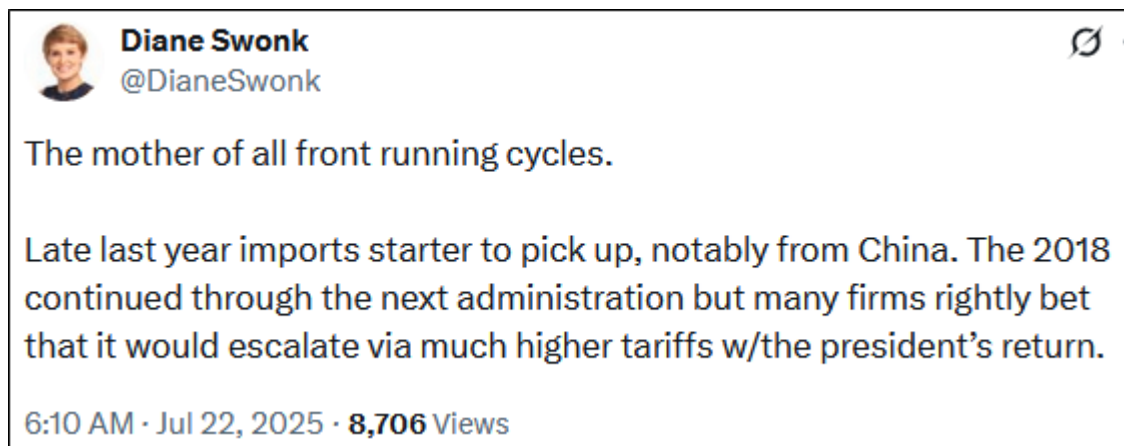 Diane Swonk
@DianeSwonk
The mother of all front running cycles.
Late last year imports starter to pick up, notably from China. The 2018
continued through the next administration but many firms rightly bet
that it would escalate via much higher tariffs w/the president’s return.
6:10 AM · Jul 22, 2025 · 8,706 Views